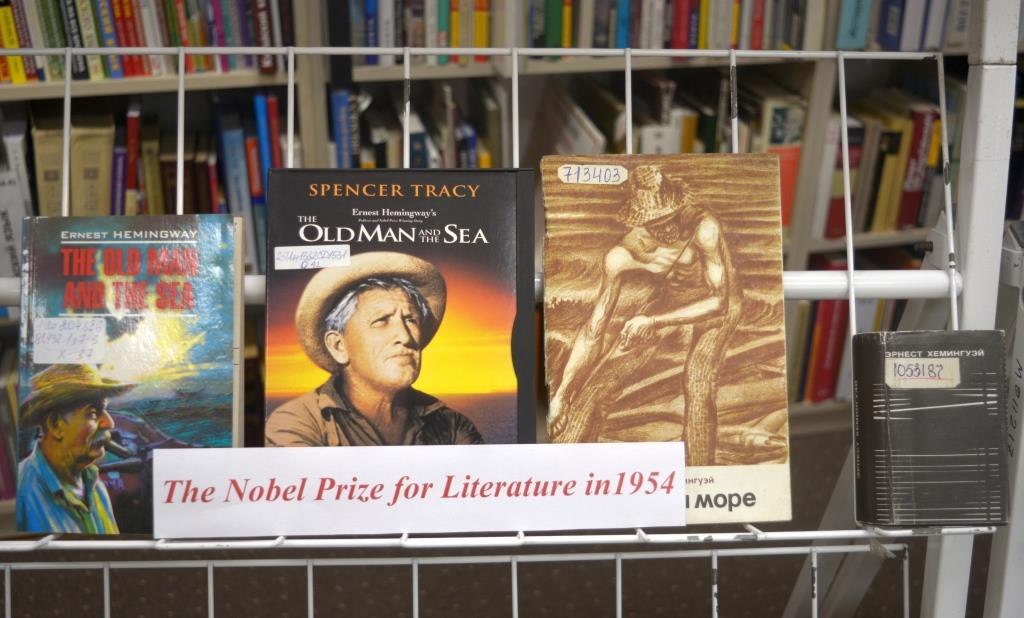 ERNEST HEMINGWAY
THE OLD MAN
AND THE SEA
SPENCER TRACY
Ernest Hemingway's
THE
OLD MAN AND THE SEA
713403
The Nobel Prize for Literature in1954
нгуэй
море
ЭРНЕСТ ХЕМИНГУЭЙ
1053187